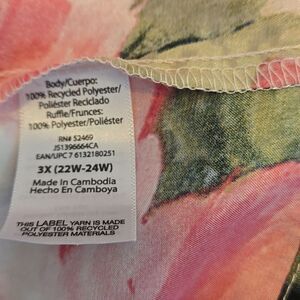 Body/Cuerpo:
100% Recycled Polyester/
Poliéster Reciclado
Ruffle/Frunces:
100% Polyester/Poliéster
RN# 52469
JS1396664CA
EAN/UPC 7 6132180251
3X (22W-24W)
Made in Cambodia
Hecho En Camboya
THIS LABEL YARN IS MADE
OUT OF 100% RECYCLED
POLYESTER MATERIALS